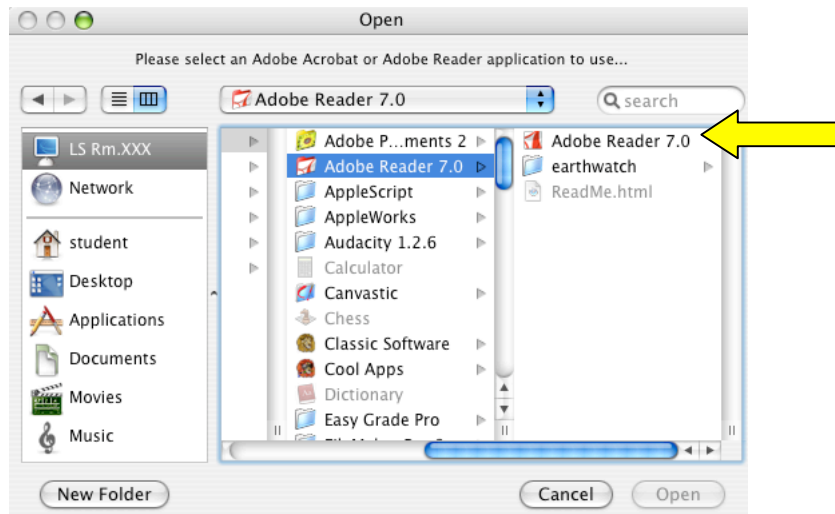 Open
Please select an Adobe Acrobat or Adobe Reader application to use...
Adobe Reader 7.0
search
LS Rm.XXX
Network
student
Desktop
Applications
Documents
Movies
Music
Adobe P...ments 2
Adobe Reader 7.0
AppleScript
AppleWorks
Audacity 1.2.6
Calculator
Canvastic
Chess
Classic Software
Cool Apps
Dictionary
Easy Grade Pro
Adobe Reader 7.0
earthwatch
ReadMe.html
New Folder
Cancel
Open